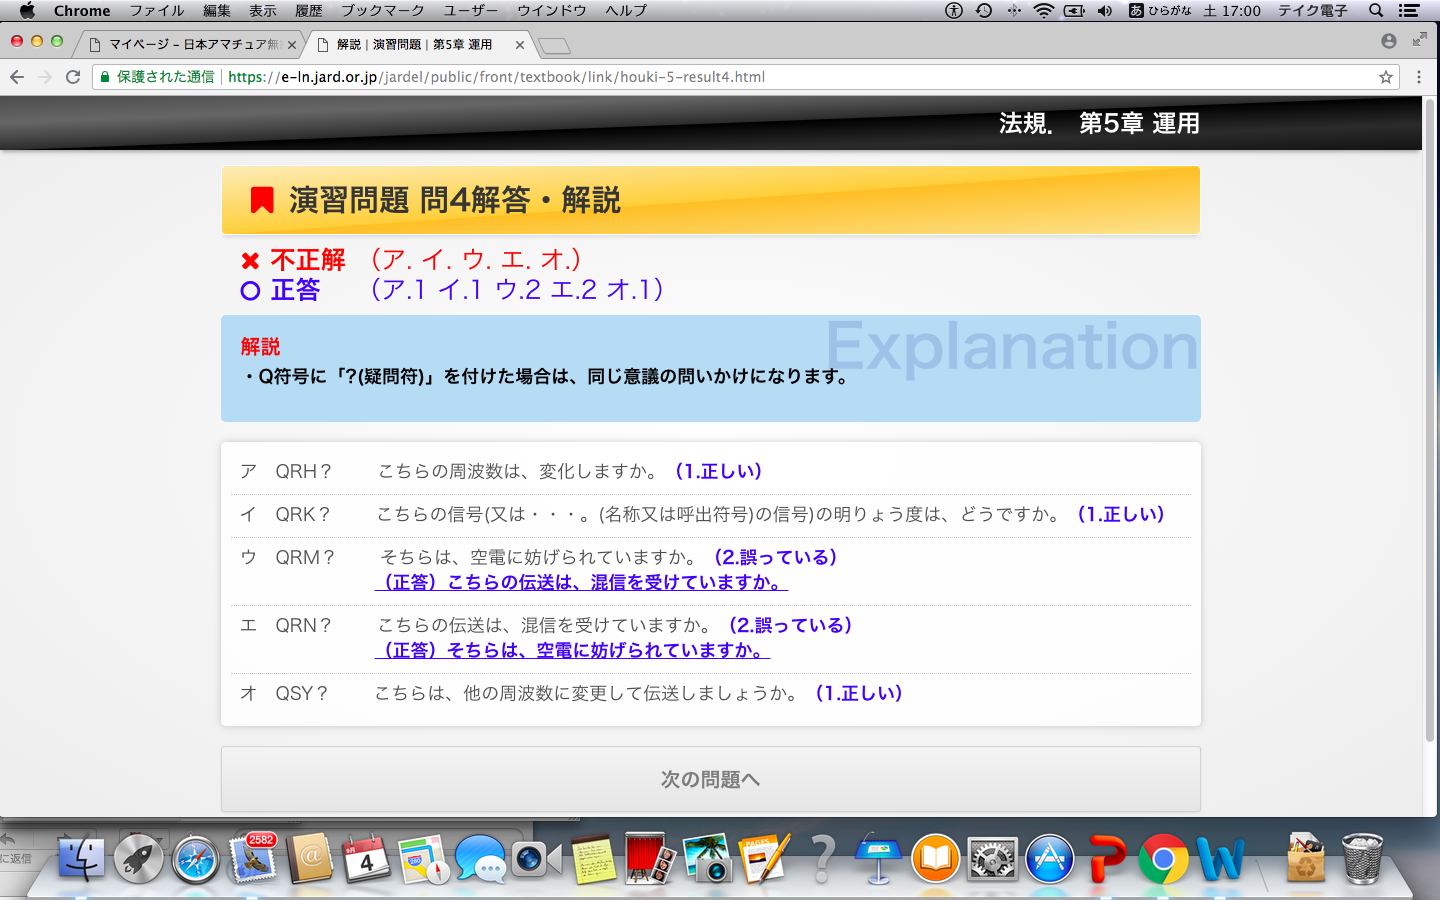 Chrome ファイル 編集 表示 履歴 ブックマーク ユーザー ウインドウ ヘルプ あ ひらがな 土 17:00 テイク電子
マイページ – 日本アマチュア無 解説 | 演習問題 | 第5章 運用
保護された通信 https://e-ln.jard.or.jp/jardel/public/front/textbook/link/houki-5-result4.html
法規. 第5章 運用
演習問題 問4解答・解説
不正解 (ア. イ. ウ. エ. オ.)
正答 (ア.1 イ.1 ウ.2 エ.2 オ.1)
Explanation
解説
・Q符号に「?(疑問符)」を付けた場合は、同じ意議の問いかけになります。
ア QRH? こちらの周波数は、変化しますか。 (1.正しい)
イ QRK? こちらの信号(又は・・・。(名称又は呼出符号)の信号)の明りょう度は、どうですか。 (1.正しい)
ウ QRM? そちらは、空電に妨げられていますか。 (2.誤っている)
(正答)こちらの伝送は、混信を受けていますか。
エ QRN? こちらの伝送は、混信を受けていますか。 (2.誤っている)
(正答)そちらは、空電に妨げられていますか。
オ QSY? こちらは、他の周波数に変更して伝送しましょうか。 (1.正しい)
次の問題へ
に返信
2582
9月
4
280
PAGES